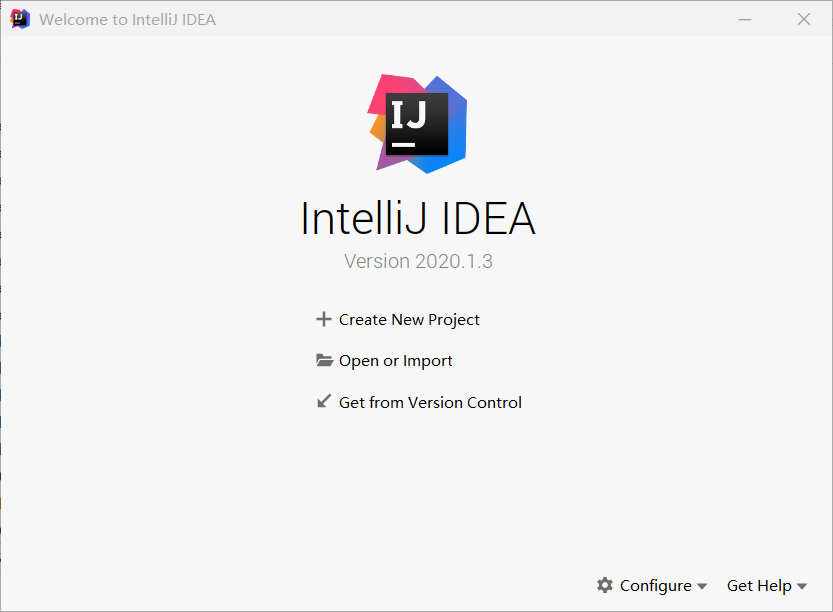 Welcome to IntelliJ IDEA
IJ
IntelliJ IDEA
Version 2020.1.3
Create New Project
Open or Import
Get from Version Control
Configure
Get Help